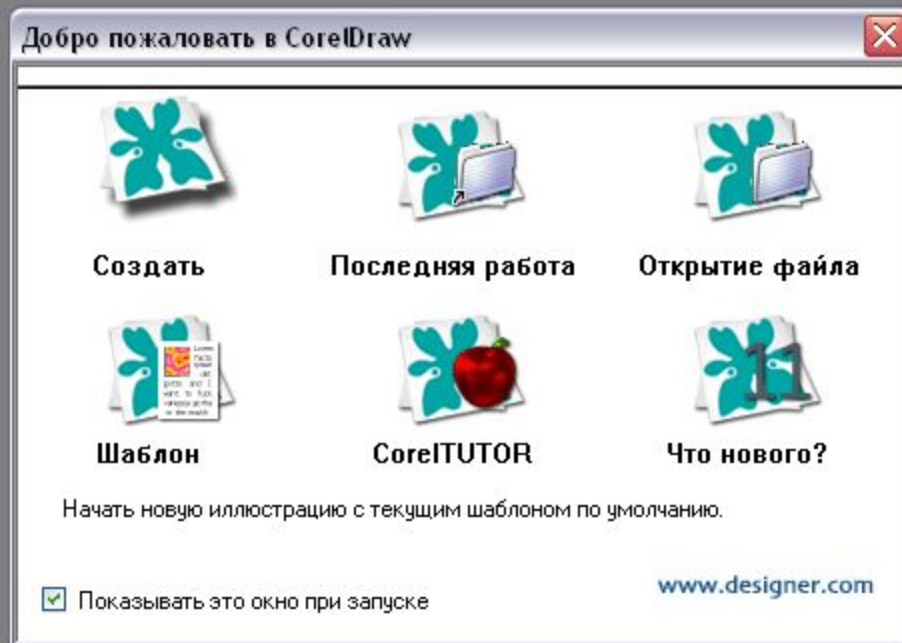 Добро пожаловать в CorelDraw
Создать
Последняя работа
Открытие файла
11
Шаблон
CorelTUTOR
Что нового?
Начать новую иллюстрацию с текущим шаблоном по умолчанию.
Показывать это окно при запуске
www.designer.com